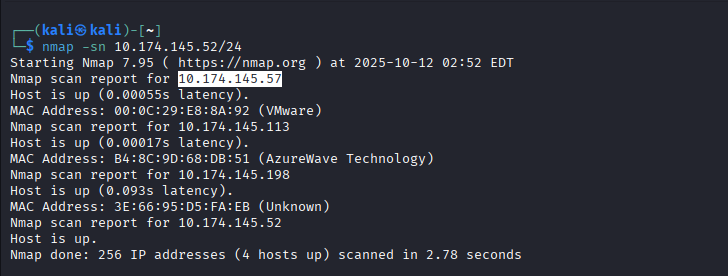 ┌──(kali㉿kali)-[~]
└─$ nmap -sn 10.174.145.52/24
Starting Nmap 7.95 ( https://nmap.org ) at 2025-10-12 02:52 EDT
Nmap scan report for 10.174.145.57
Host is up (0.00055s latency).
MAC Address: 00:0C:29:E8:8A:92 (VMware)
Nmap scan report for 10.174.145.113
Host is up (0.00017s latency).
MAC Address: B4:8C:9D:68:DB:51 (AzureWave Technology)
Nmap scan report for 10.174.145.198
Host is up (0.093s latency).
MAC Address: 3E:66:95:D5:FA:EB (Unknown)
Nmap scan report for 10.174.145.52
Host is up.
Nmap done: 256 IP addresses (4 hosts up) scanned in 2.78 seconds